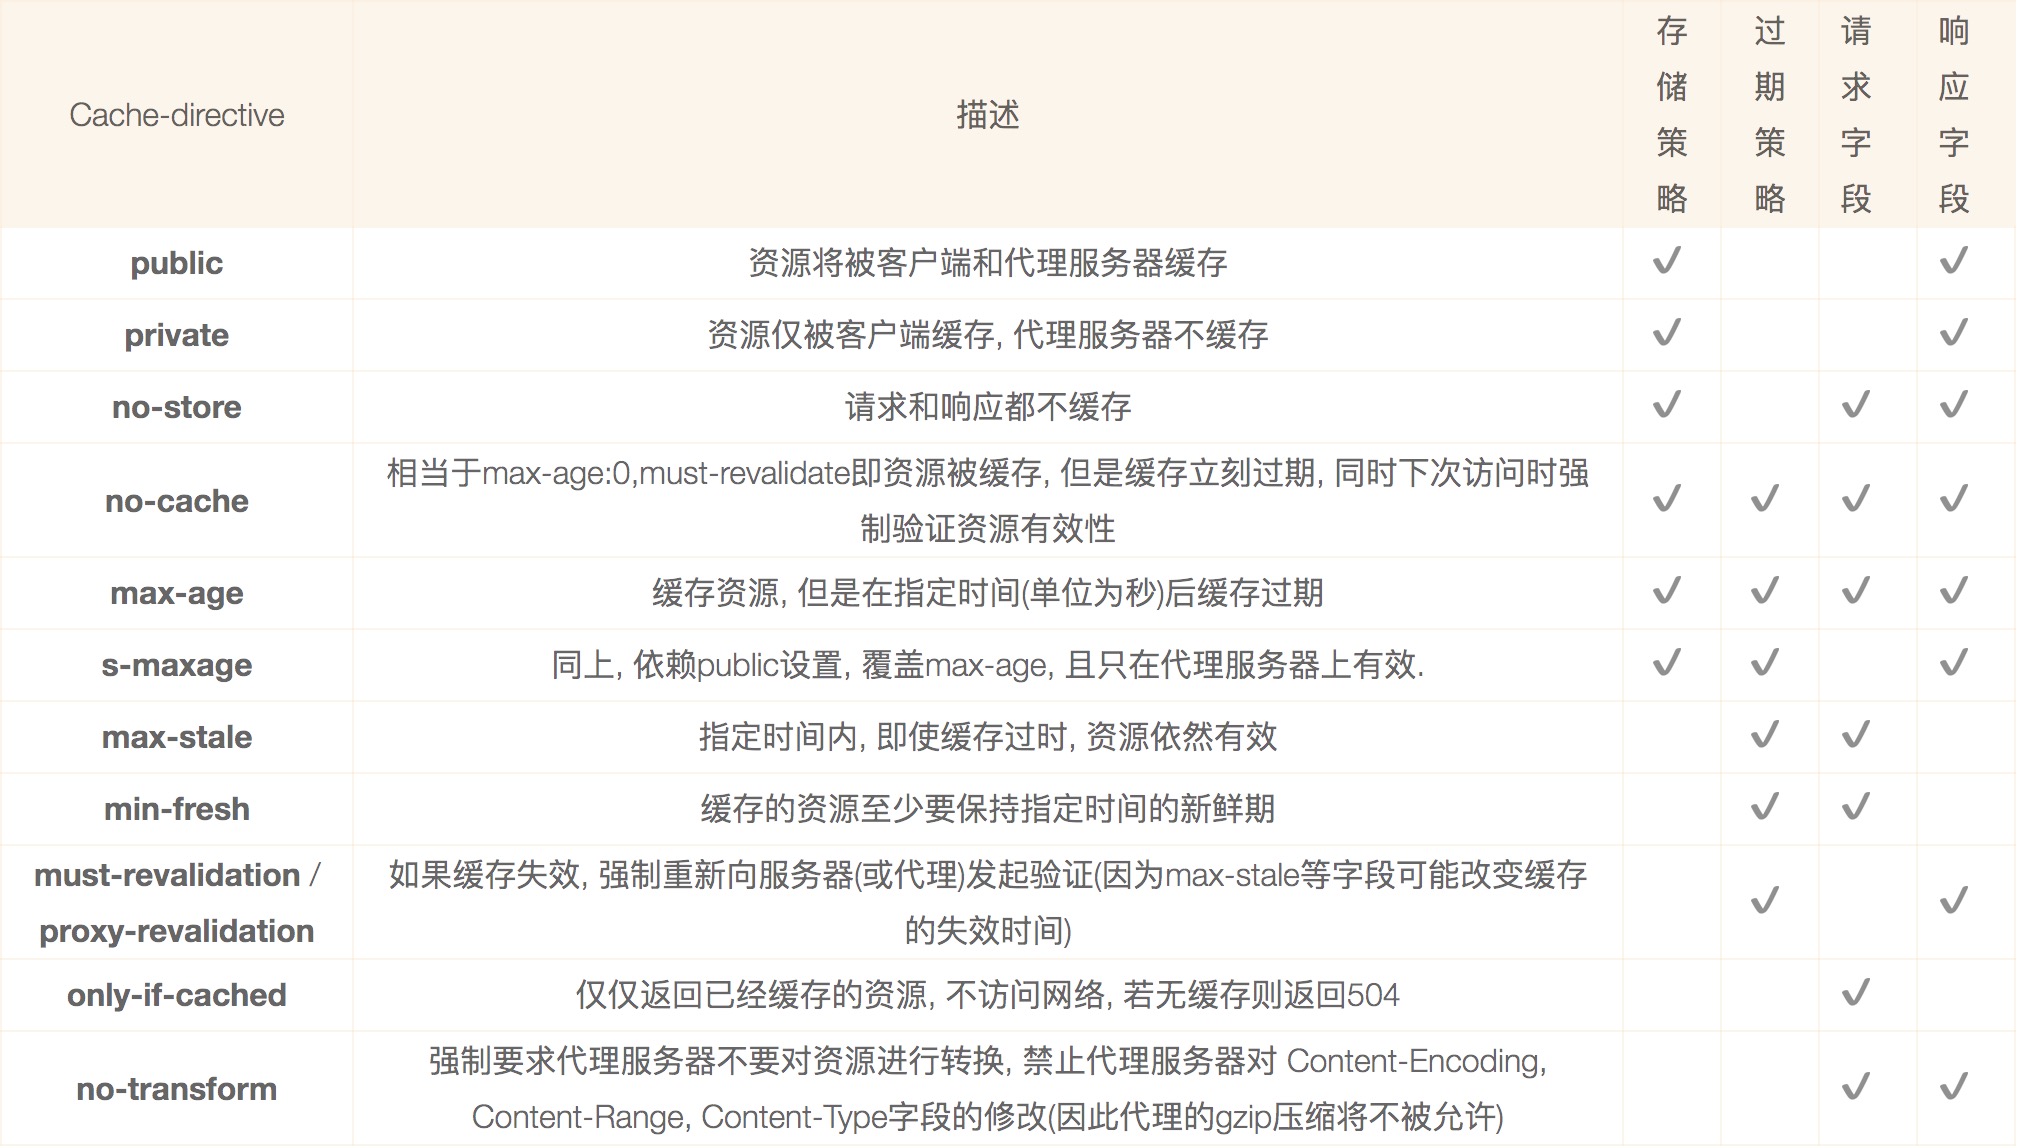 Cache-directive
描述
存储策略
过期策略
请求字段
响应字段
public
资源将被客户端和代理服务器缓存
✔ ✔
private
资源仅被客户端缓存, 代理服务器不缓存
✔ ✔
no-store
请求和响应都不缓存
✔ ✔ ✔
no-cache
相当于max-age:0,must-revalidate即资源被缓存, 但是缓存立刻过期, 同时下次访问时强
制验证资源有效性
✔ ✔ ✔ ✔
max-age
缓存资源, 但是在指定时间(单位为秒)后缓存过期
✔ ✔ ✔ ✔
s-maxage
同上, 依赖public设置, 覆盖max-age, 且只在代理服务器上有效.
✔ ✔ ✔
max-stale
指定时间内, 即使缓存过时, 资源依然有效
✔ ✔
min-fresh
缓存的资源至少要保持指定时间的新鲜期
✔ ✔
must-revalidation /
proxy-revalidation
如果缓存失效, 强制重新向服务器(或代理)发起验证(因为max-stale等字段可能改变缓存
的失效时间)
✔ ✔
only-if-cached
仅仅返回已经缓存的资源, 不访问网络, 若无缓存则返回504
✔
no-transform
强制要求代理服务器不要对资源进行转换, 禁止代理服务器对 Content-Encoding,
Content-Range, Content-Type字段的修改(因此代理的gzip压缩将不被允许)
✔ ✔